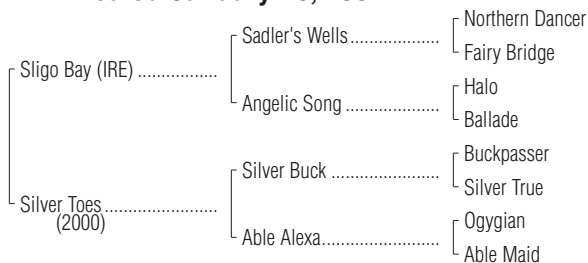 Northern Dancer
Sadler's Wells
Fairy Bridge
Sligo Bay (IRE)
Halo
Angelic Song
Ballade
Buckpasser
Silver Buck
Silver True
Silver Toes
(2000)
Ogygian
Able Alexa
Able Maid